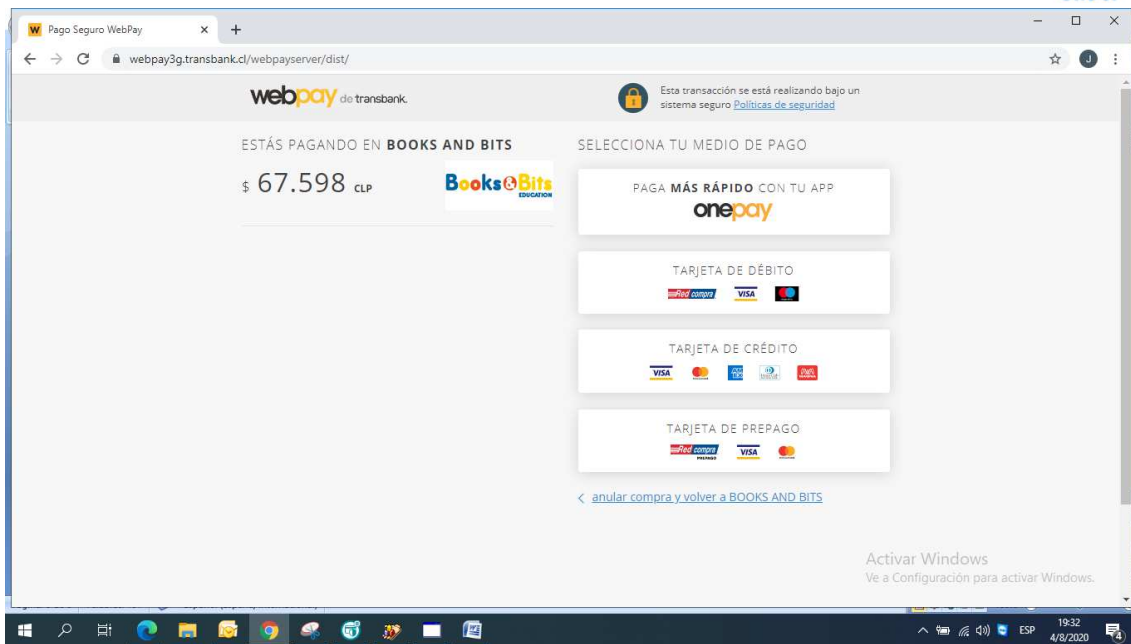 Pago Seguro WebPay
webpay3g.transbank.cl/webpayserver/dist/
J
webpay de transbank.
Esta transacción se está realizando bajo un
sistema seguro Políticas de seguridad
ESTÁS PAGANDO EN BOOKS AND BITS
$ 67.598 CLP
Books&Bits
EDUCATION
SELECCIONA TU MEDIO DE PAGO
PAGA MÁS RÁPIDO CON TU APP
onepay
TARJETA DE DÉBITO
Red compra VISA
TARJETA DE CRÉDITO
VISA
TARJETA DE PREPAGO
Red compra VISA
PREPAGO
anular compra y volver a BOOKS AND BITS
Activar Windows
Ve a Configuración para activar Windows.
ESP
19:32
4/8/2020
4